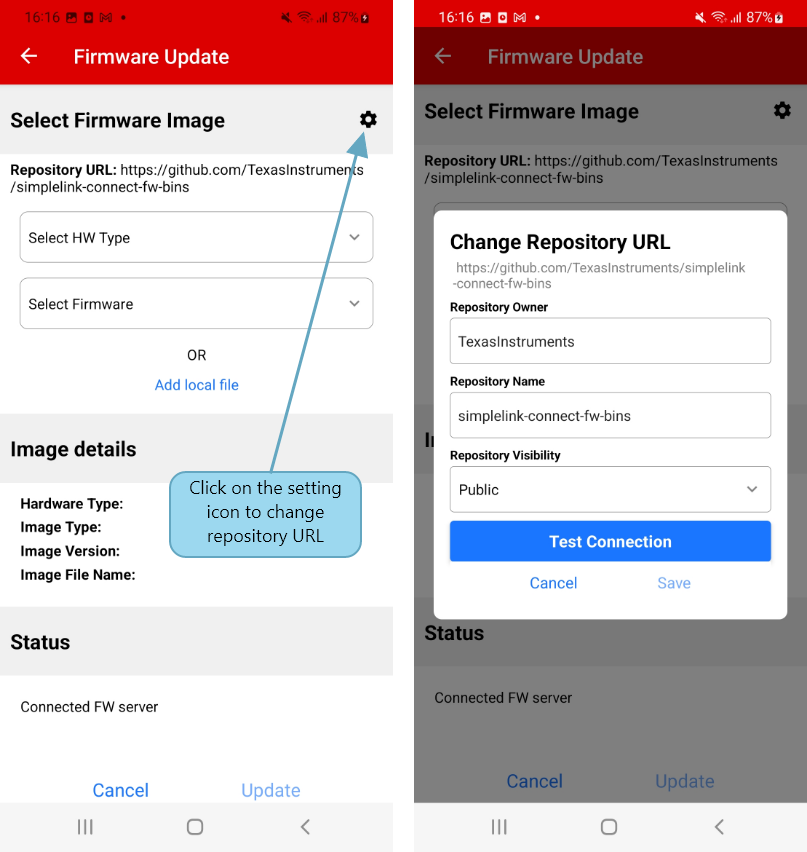 16:16
87%
Firmware Update
Select Firmware Image
Repository URL: https://github.com/TexasInstruments
/simplelink-connect-fw-bins
Select HW Type
Select Firmware
OR
Add local file
Image details
Click on the setting
icon to change
repository URL
Hardware Type:
Image Type:
Image Version:
Image File Name:
Status
Connected FW server
Cancel
Update
16:16
87%
Firmware Update
Select Firmware Image
Repository URL: https://github.com/TexasInstruments
/simplelink-connect-fw-bins
Change Repository URL
https://github.com/TexasInstruments/simplelink
-connect-fw-bins
Repository Owner
TexasInstruments
Repository Name
simplelink-connect-fw-bins
Repository Visibility
Public
Test Connection
Cancel
Save
Status
Connected FW server
Cancel
Update